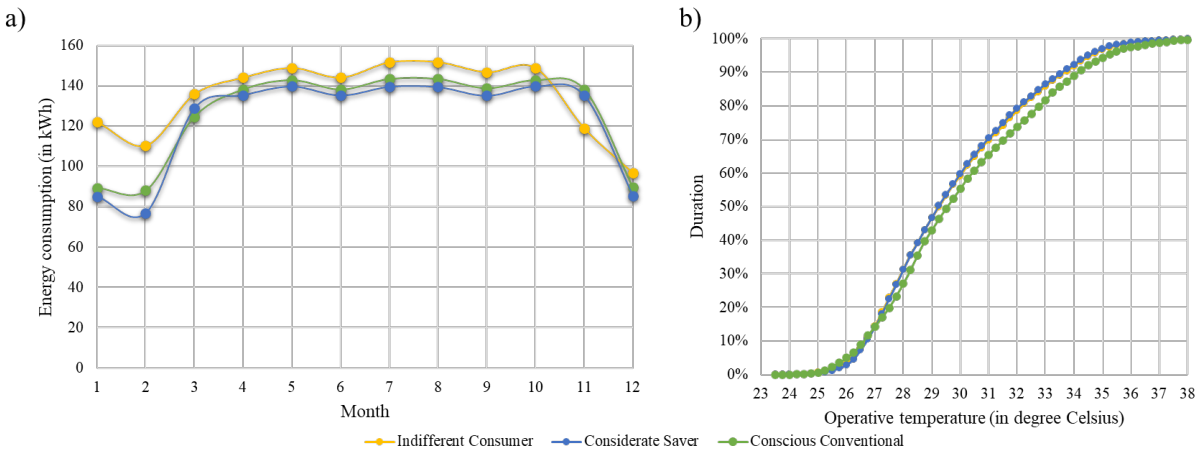 a)
Energy consumption (in kWh)
160
140
120
100
80
60
40
20
0
1 2 3 4 5 6 7 8 9 10 11 12
Month
b)
Duration
100%
90%
80%
70%
60%
50%
40%
30%
20%
10%
0%
23 24 25 26 27 28 29 30 31 32 33 34 35 36 37 38
Operative temperature (in degree Celsius)
Indifferent Consumer Considerate Saver Conscious Conventional